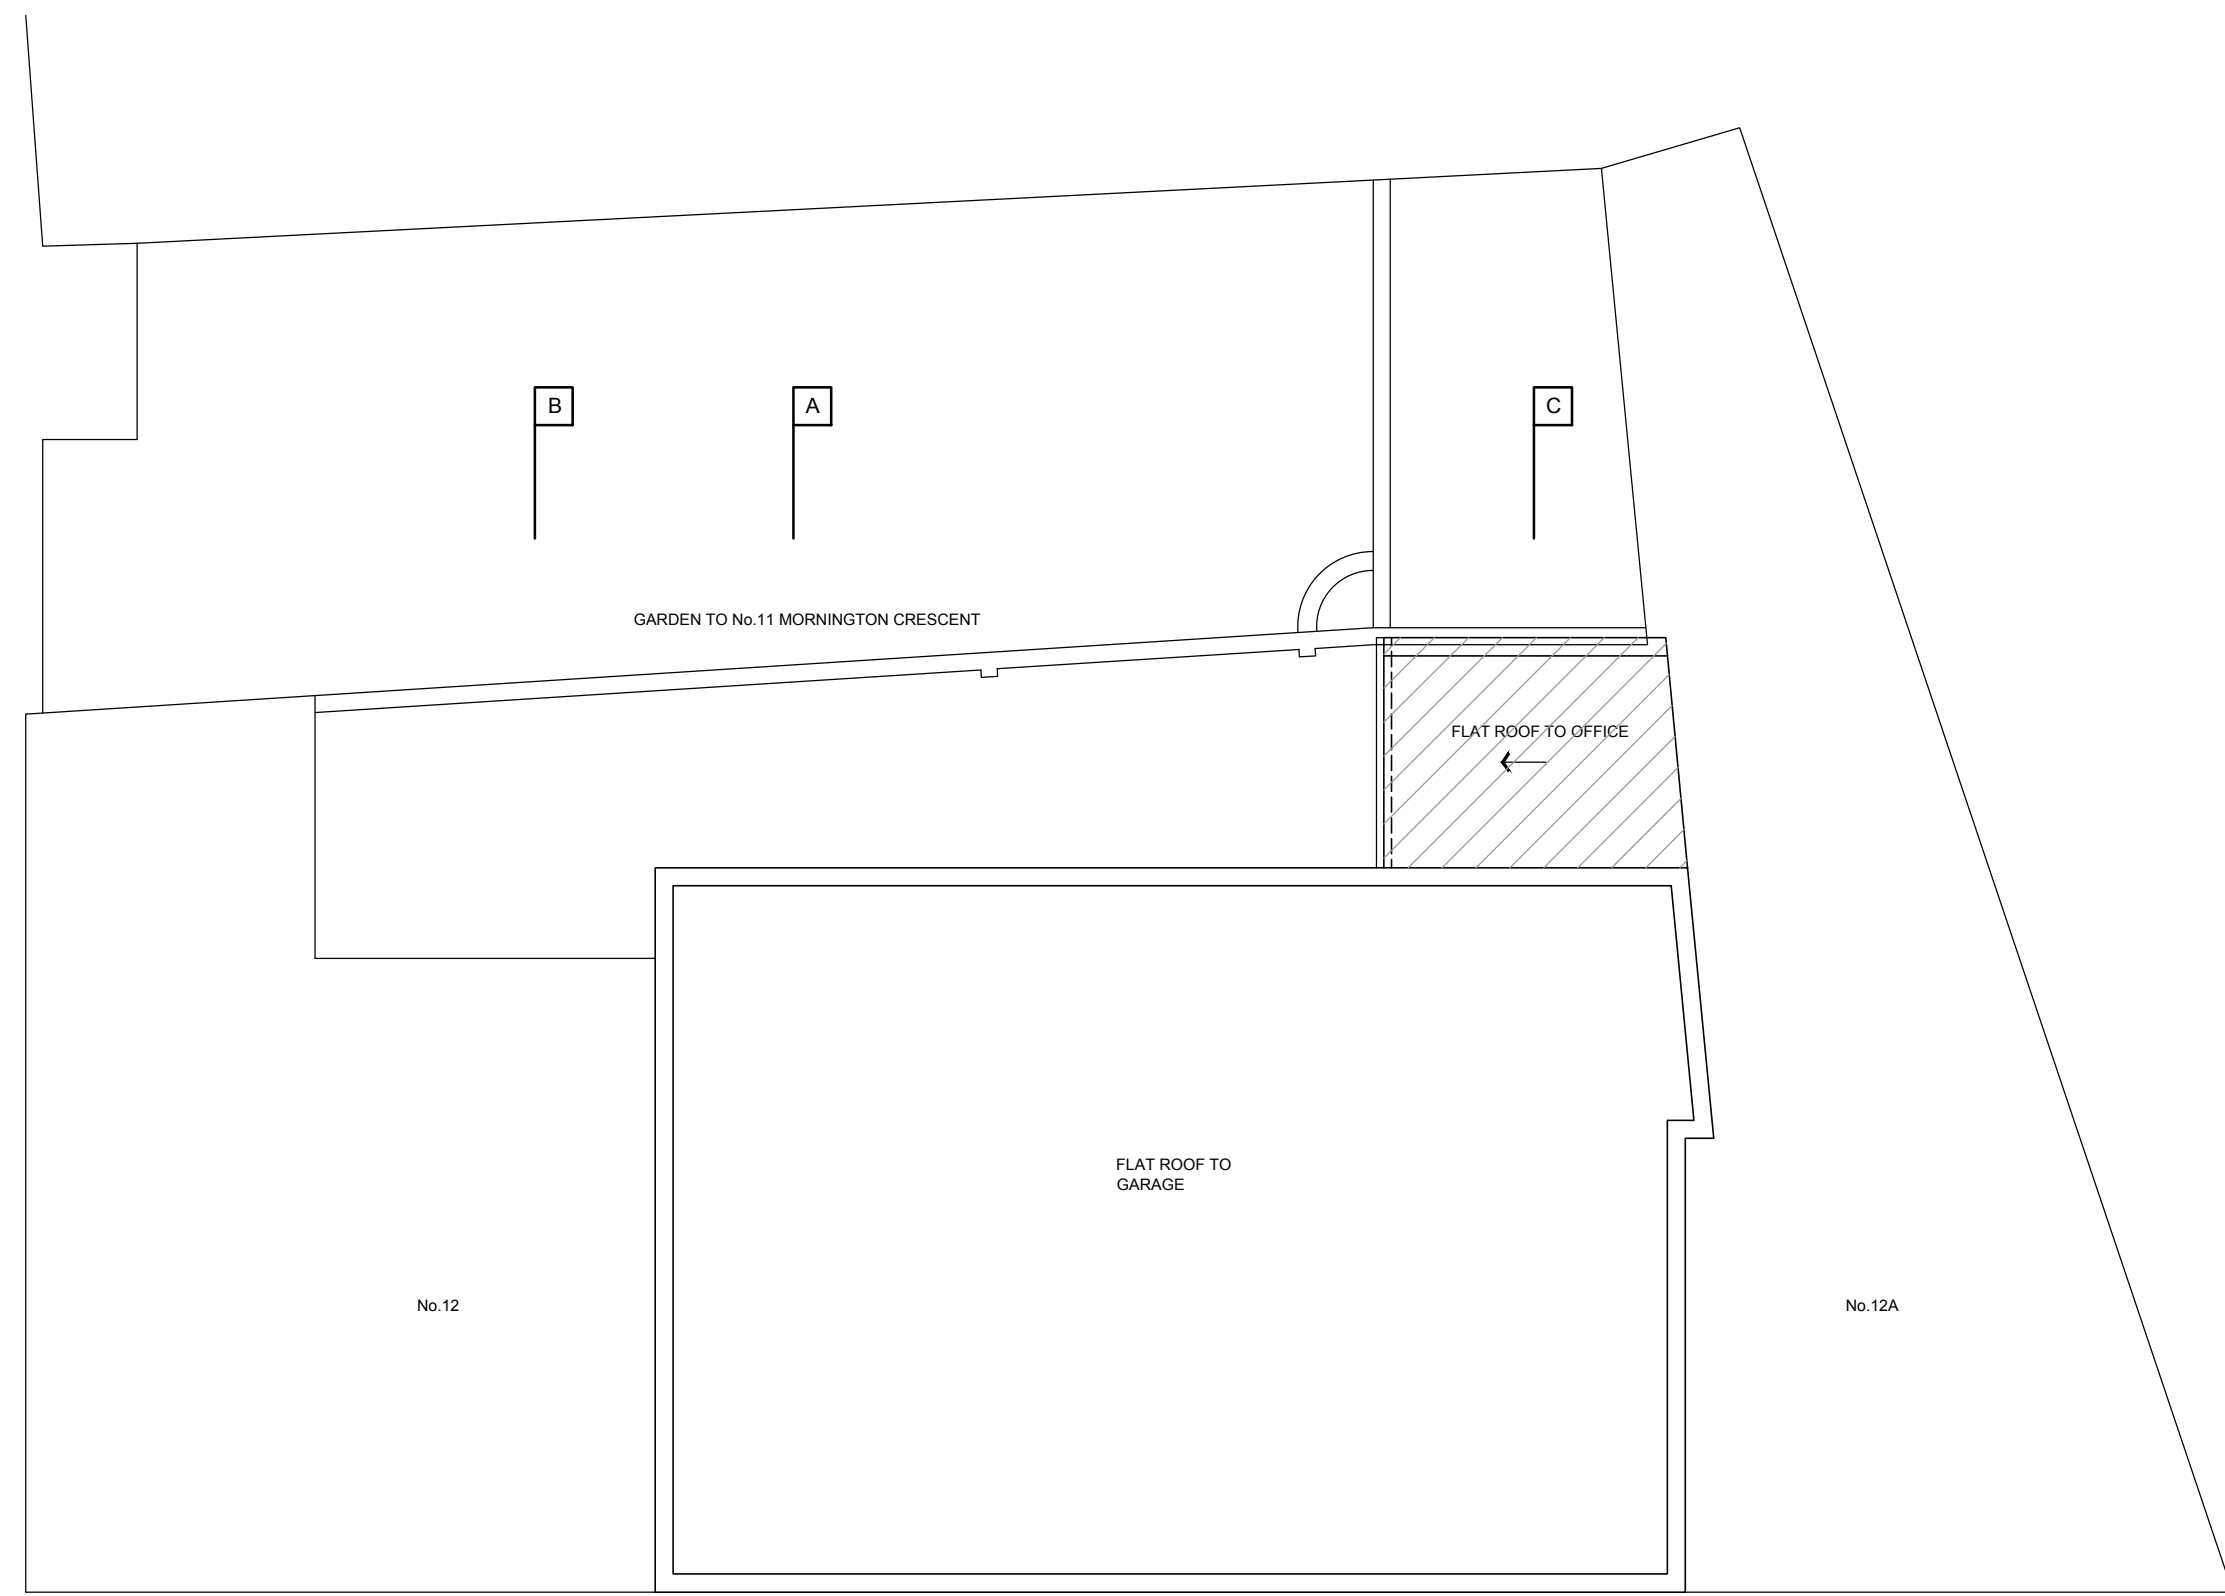 B
A
C
GARDEN TO No.11 MORNINGTON CRESCENT
FLAT ROOF TO OFFICE
FLAT ROOF TO
GARAGE
No.12
No.12A